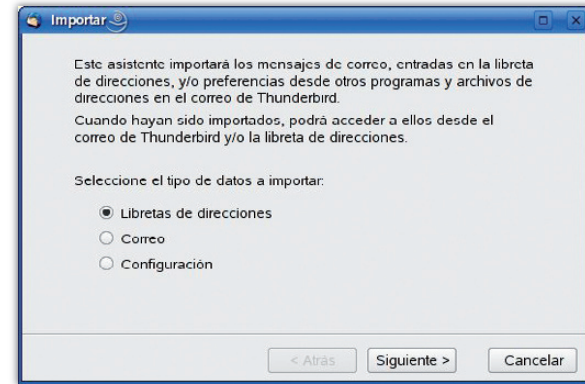 Importar
Este asistente importará los mensajes de correo, entradas en la libreta
de direcciones, y/o preferencias desde otros programas y archivos de
direcciones en el correo de Thunderbird.
Cuando hayan sido importados, podrá acceder a ellos desde el
correo de Thunderbird y/o la libreta de direcciones.
Seleccione el tipo de datos a importar:
Libretas de direcciones
Correo
Configuración
< Atrás Siguiente > Cancelar